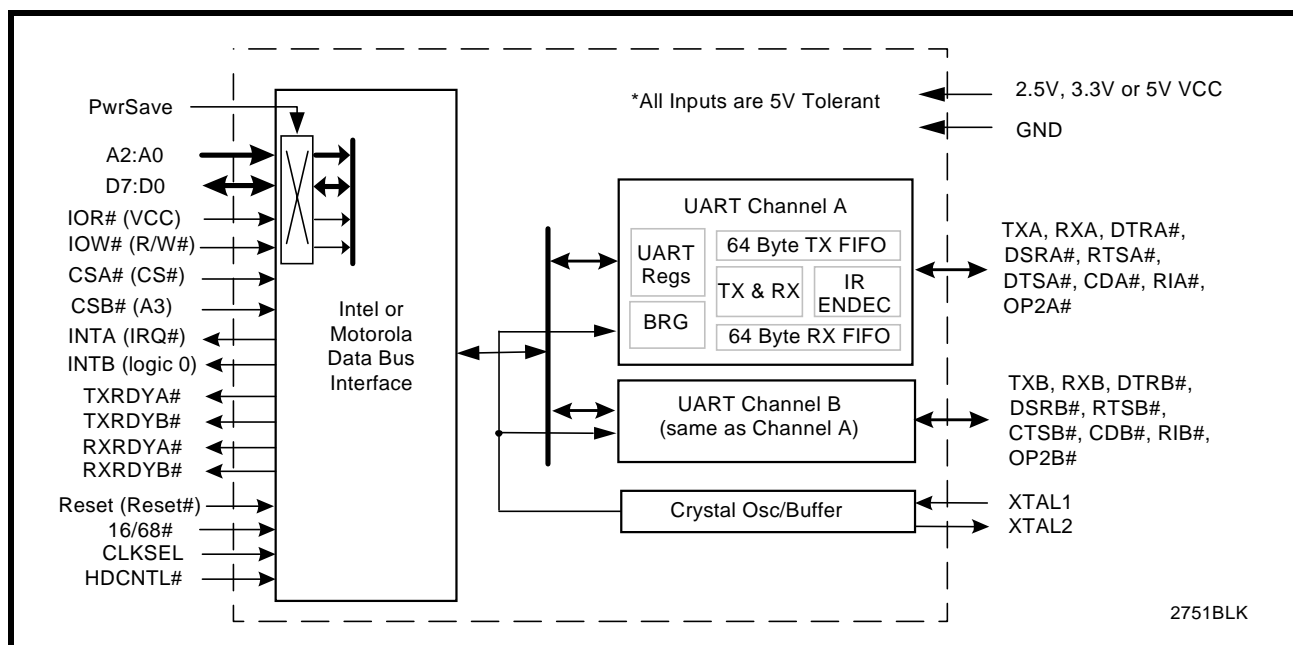 PwrSave
A2:A0
D7:D0
IOR# (VCC)
IOW# (R/W#)
CSA# (CS#)
CSB# (A3)
INTA (IRQ#)
INTB (logic 0)
TXRDYA#
TXRDYB#
RXRDYA#
RXRDYB#
Reset (Reset#)
16/68#
CLKSEL
HDCNTL#
Intel or
Motorola
Data Bus
Interface
*All Inputs are 5V Tolerant
2.5V, 3.3V or 5V VCC
GND
UART Channel A
UART
Regs
BRG
64 Byte TX FIFO
TX & RX
IR
ENDEC
64 Byte RX FIFO
TXA, RXA, DTRA#,
DSRA#, RTSA#,
DTSA#, CDA#, RIA#,
OP2A#
UART Channel B
(same as Channel A)
TXB, RXB, DTRB#,
DSRB#, RTSB#,
CTSB#, CDB#, RIB#,
OP2B#
Crystal Osc/Buffer
XTAL1
XTAL2
2751BLK